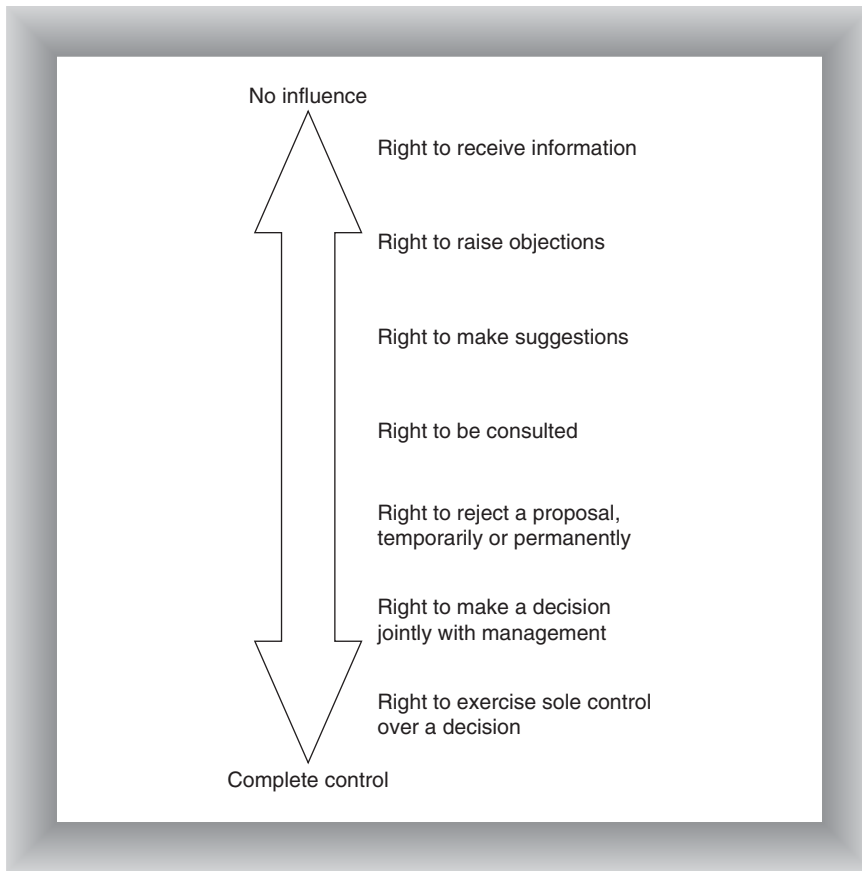 No influence
Right to receive information
Right to raise objections
Right to make suggestions
Right to be consulted
Right to reject a proposal,
temporarily or permanently
Right to make a decision
jointly with management
Right to exercise sole control
over a decision
Complete control